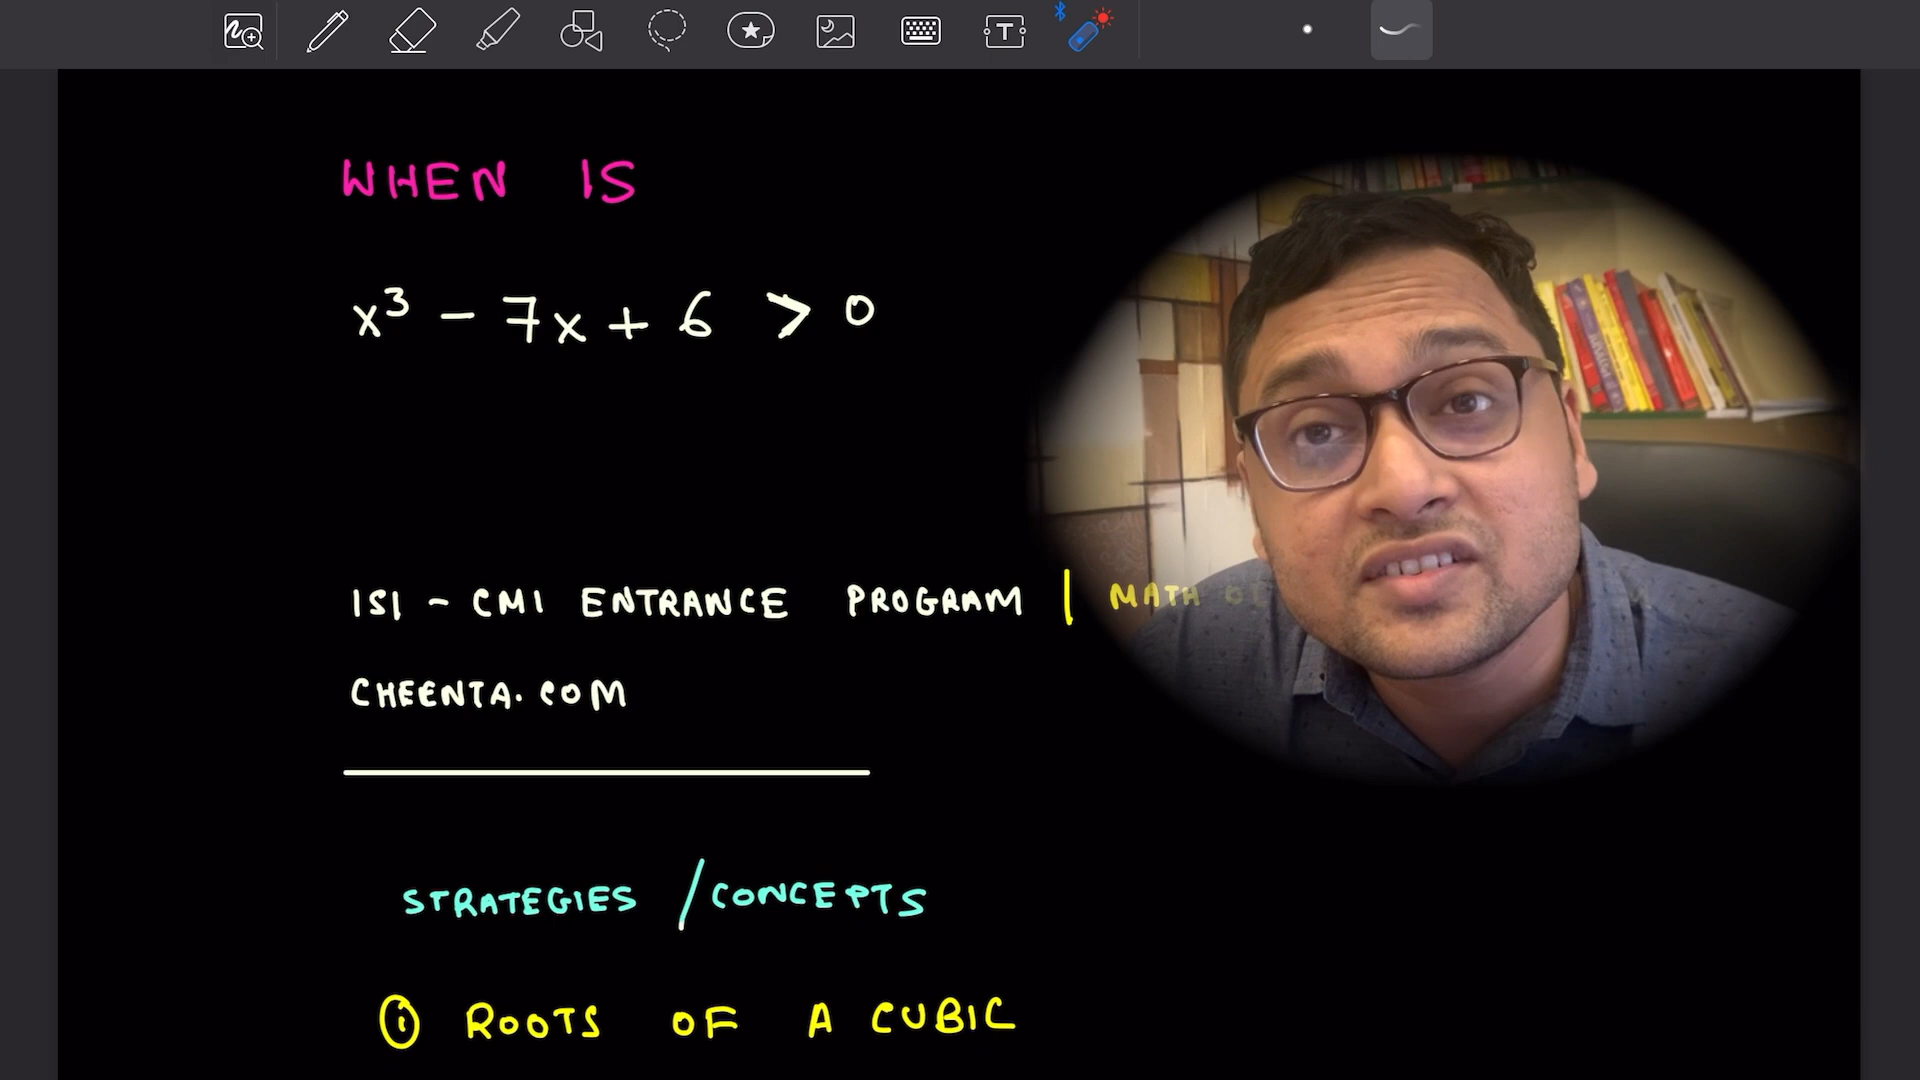 WHEN IS
x³ - 7x + 6 > 0
ISI - CMI ENTRANCE PROGRAM | MATH
CHEENTA.COM
STRATEGIES / CONCEPTS
① ROOTS OF A CUBIC